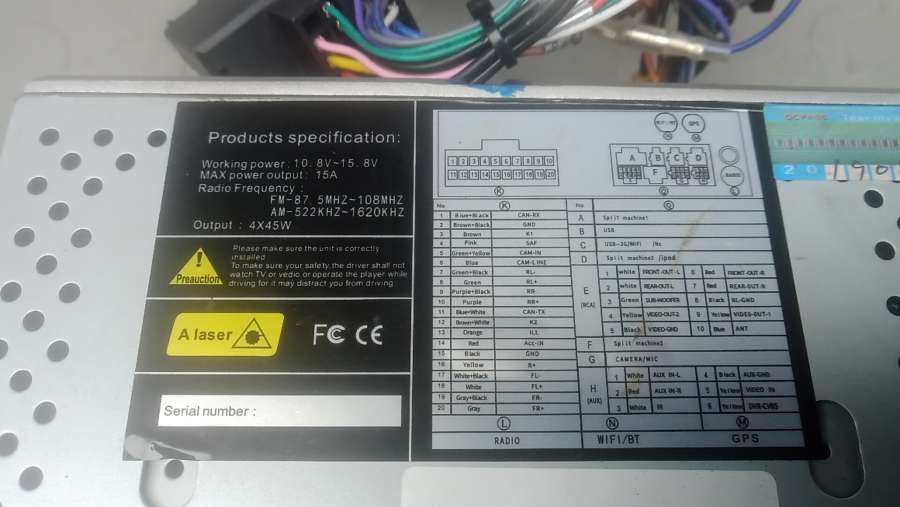 Products specification:
Working power: 10.8V~15.8V
MAX power output: 15A
Radio Frequency :
FM-87.5MHZ~108MHZ
AM-522KHZ~1620KHZ
Output : 4X45W
Prauction
Please make sure the unit is correctly
installed
To make sure your safety, the driver shall not
watch TV or vedio or operate the player while
driving for it may distract you from driving.
A laser
FC CE
Serial number :
WIFI/BT GPS
1 2 3 4 5 6 7 8 9 10
11 12 13 14 15 16 17 18 19 20
K
A B C D
F
RADIO
No K
1 Blue+Black CAN-RX
2 Brown+Black GND
3 Brown K1
4 Pink SAF
5 Green+Yellow CAM-IN
6 Blue CAM-LINE
7 Green+Black RL-
8 Green RL+
9 Purple+Black RR-
10 Purple RR+
11 Blue+White CAN-TX
12 Brown+White K2
13 Orange ILL
14 Red Acc-IN
15 Black GND
16 Yellow B+
17 White+Black FL-
18 White FL+
19 Gray+Black FR-
20 Gray FR+
No.
A Split machine1
B USB
C USB-3G/WiFi /Nc
D Split machine2 /ipod
E (RCA)
1 white FRONT-OUT-L 6 Red FRONT-OUT-R
2 white REAR-OUT-L 7 Red REAR-OUT-R
3 Green SUB-WOOFER 8 Black RL-GND
4 Yellow VIDEO-OUT-2 9 Yellow VIDEO-OUT-1
5 Black VIDEO-GND 10 Blue ANT
F Split machine3
G CAMERA/MIC
H (AUX)
1 White AUX IN-L 4 Black AUX-GND
2 Red AUX IN-R 5 Yellow VIDEO IN
3 White IR 6 Yellow DVR-CVBS
L N M
RADIO WIFI/BT GPS